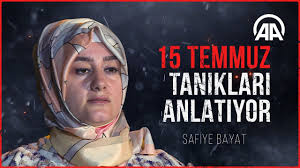 AA
15 TEMMUZ
TANIKLARI
ANLATIYOR
SAFİYE BAYAT